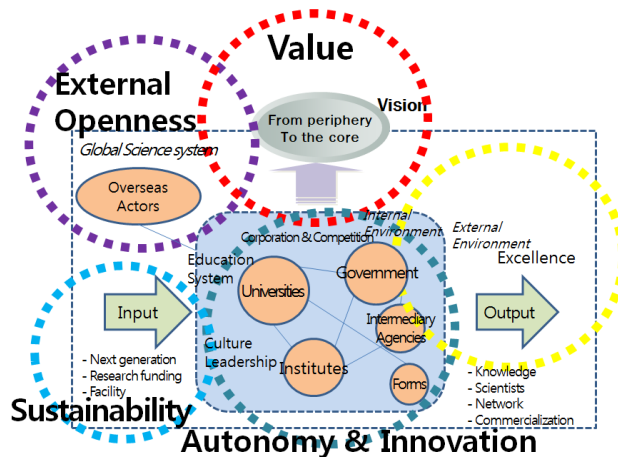 Value
External
Openness
Vision
From periphery
To the core
Global Science system
Overseas
Actors
Internal
Environment
External
Environment
Corporation & Competition
Education
System
Government
Excellence
Universities
Input
Output
Intermediary
Agencies
Culture
Leadership
Institutes
- Next generation
- Research funding
- Facility
Forms
- Knowledge
- Scientists
- Network
- Commercialization
Sustainability
Autonomy & Innovation